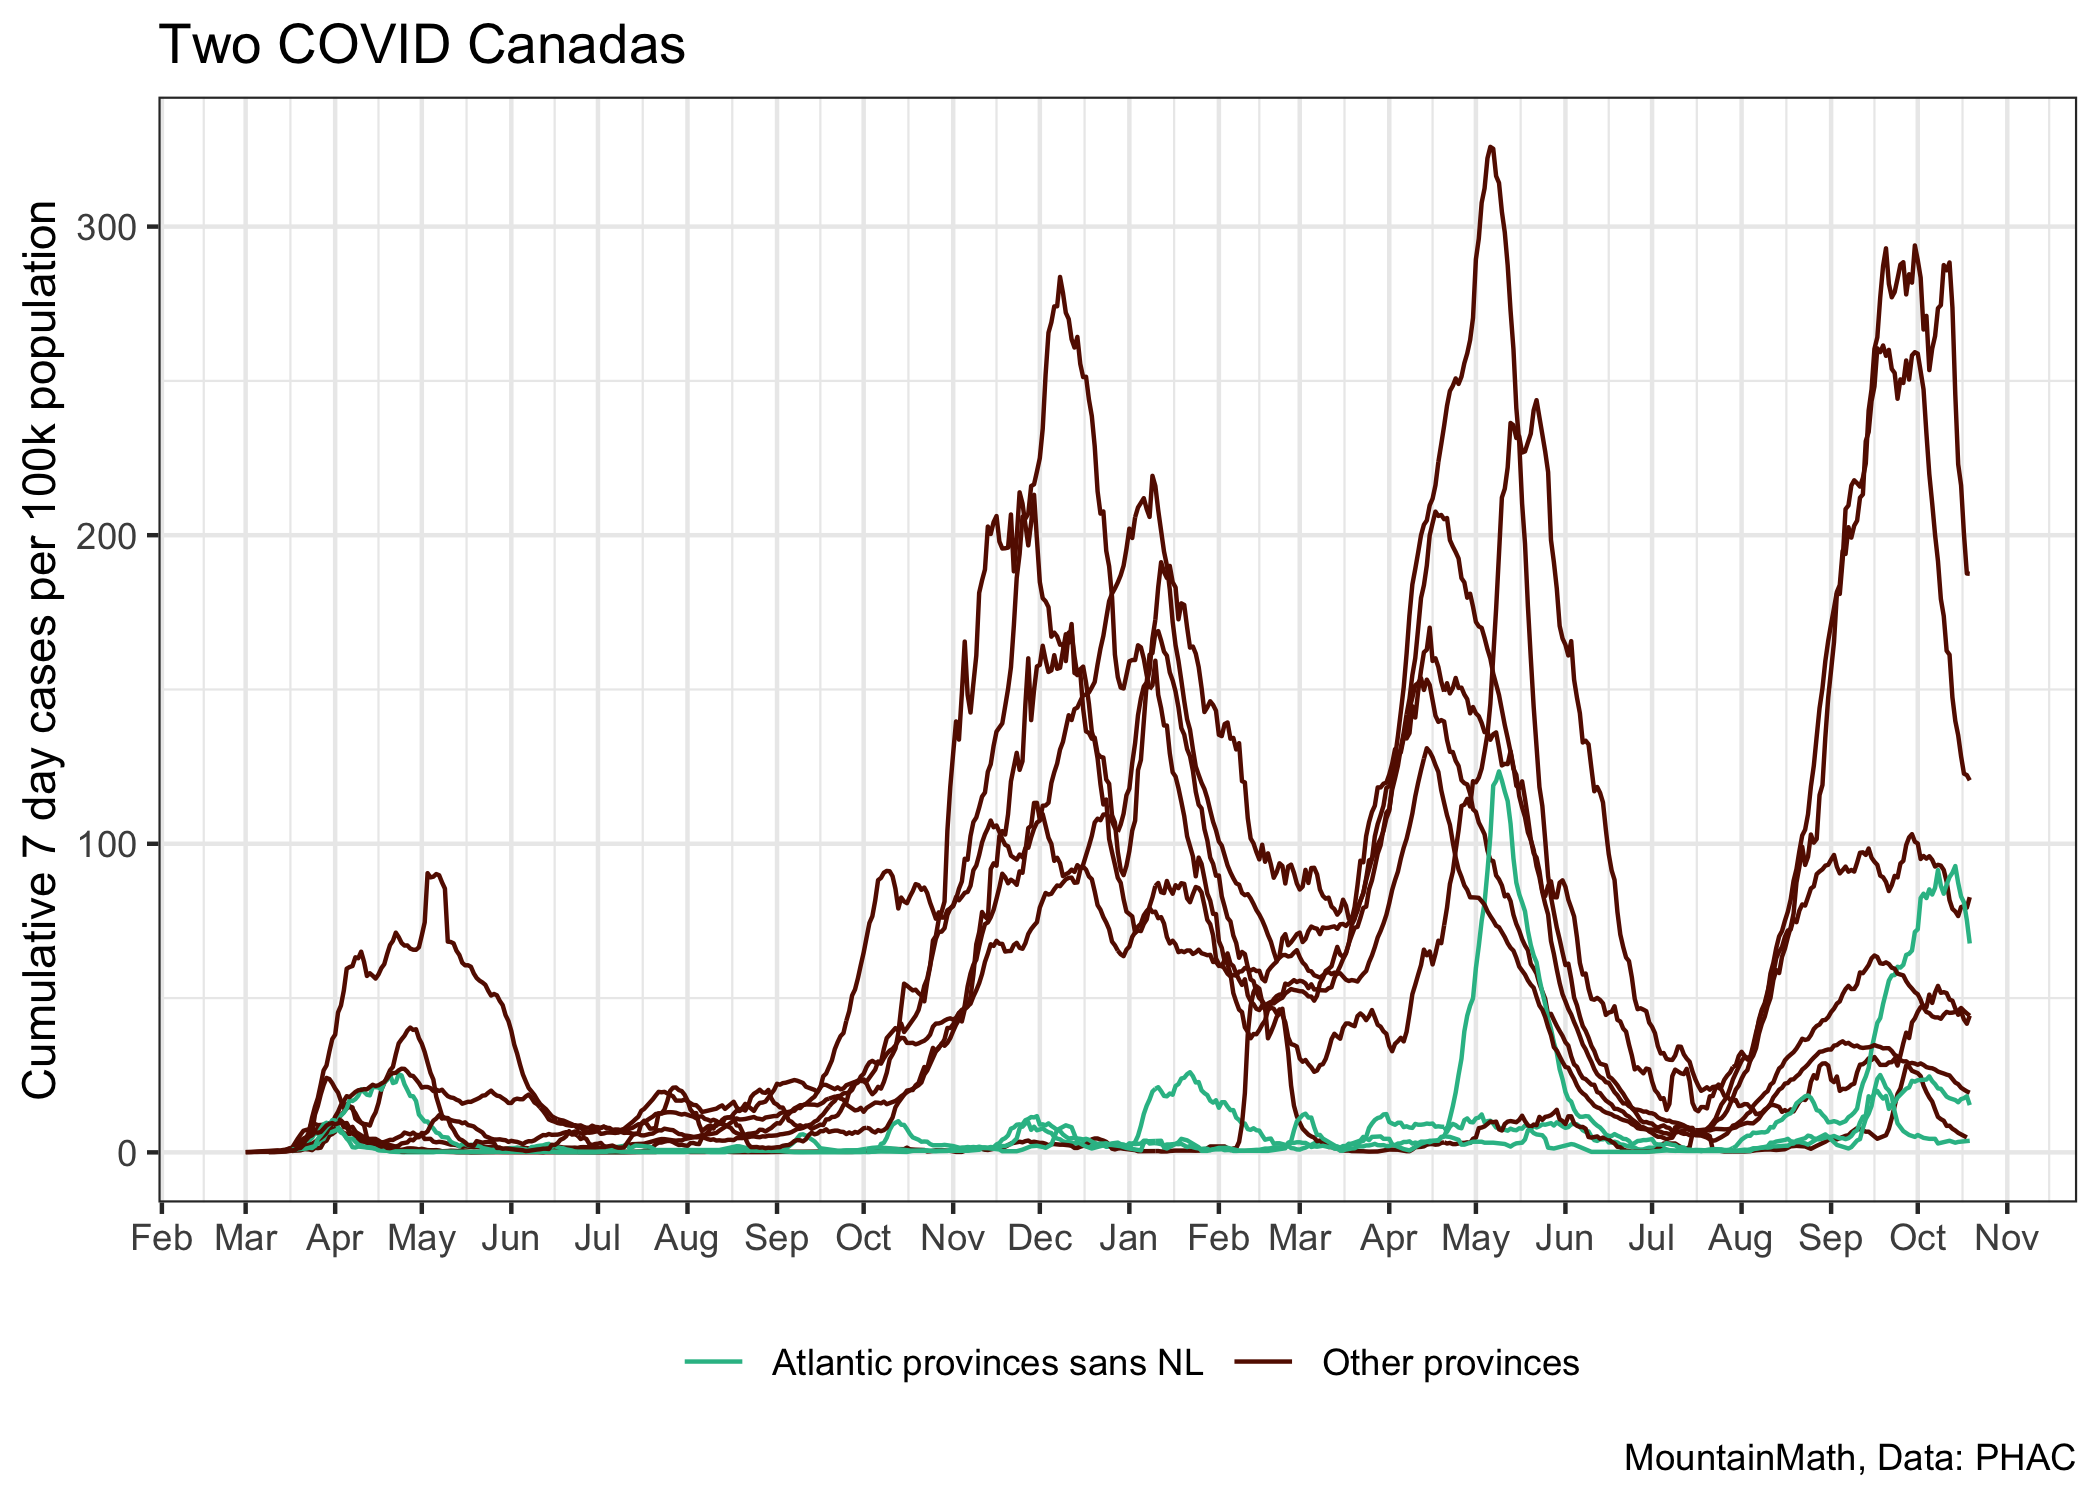 Two COVID Canadas
Cumulative 7 day cases per 100k population
300
200
100
0
Feb Mar Apr May Jun Jul Aug Sep Oct Nov Dec Jan Feb Mar Apr May Jun Jul Aug Sep Oct Nov
Atlantic provinces sans NL Other provinces
MountainMath, Data: PHAC